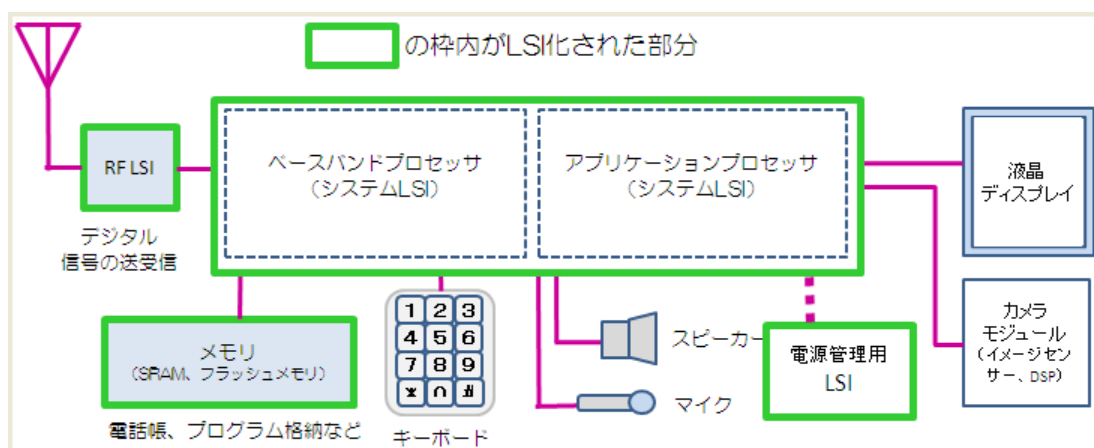 の枠内がLSI化された部分
RF LSI
デジタル
信号の送受信
ベースバンドプロセッサ
(システムLSI)
アプリケーションプロセッサ
(システムLSI)
液晶
ディスプレイ
メモリ
(SRAM、フラッシュメモリ)
電話帳、プログラム格納など
1 2 3
4 5 6
7 8 9
キーボード
スピーカー
マイク
電源管理用
LSI
カメラ
モジュール
(イメージセン
サー、DSP)